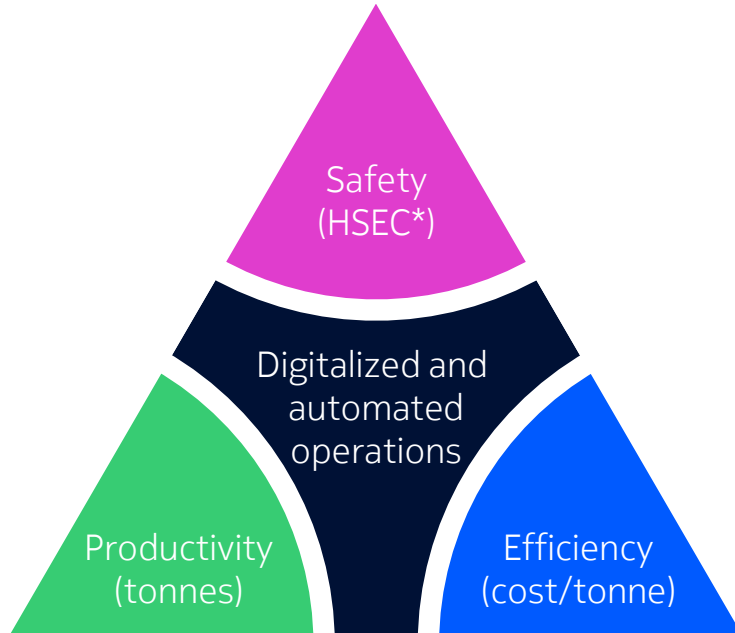 Safety
(HSEC*)
Digitalized and
automated
operations
Productivity
(tonnes)
Efficiency
(cost/tonne)